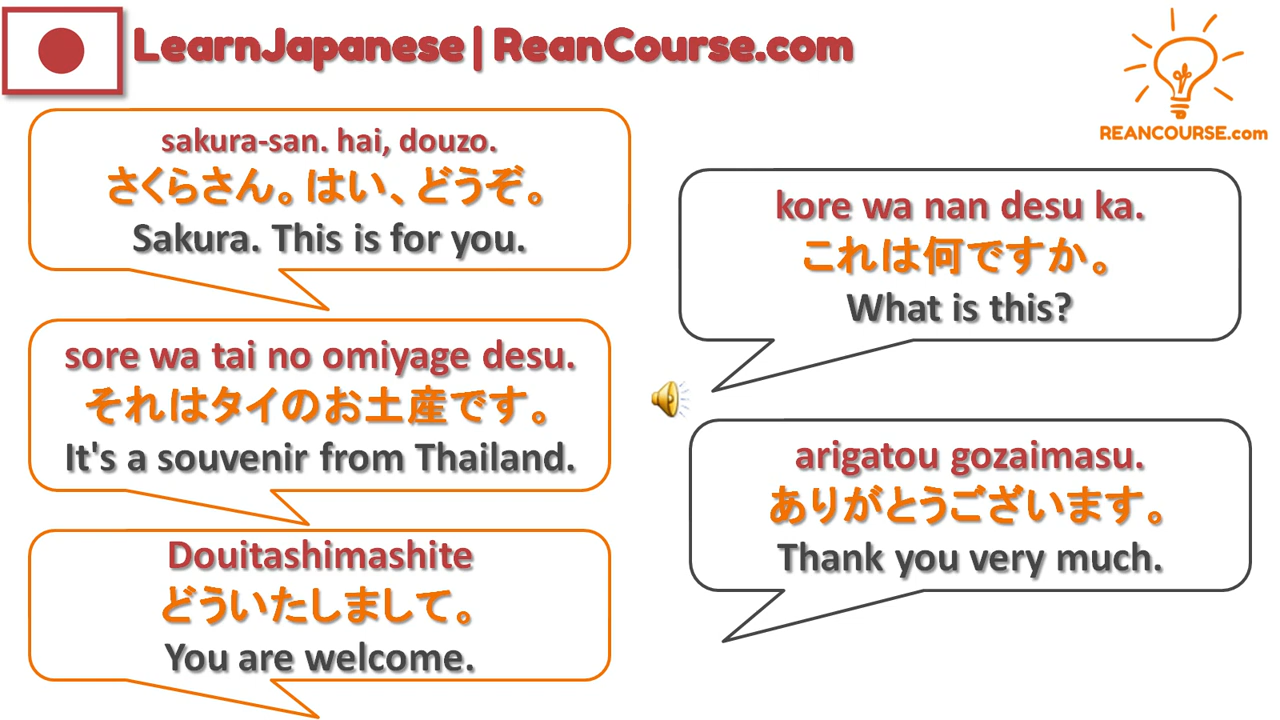 LearnJapanese | ReanCourse.com
REANCOURSE.com
sakura-san. hai, douzo.
さくらさん。はい、どうぞ。
Sakura. This is for you.
kore wa nan desu ka.
これは何ですか。
What is this?
sore wa tai no omiyage desu.
それはタイのお土産です。
It's a souvenir from Thailand.
arigatou gozaimasu.
ありがとうございます。
Thank you very much.
Douitashimashite
どういたしまして。
You are welcome.